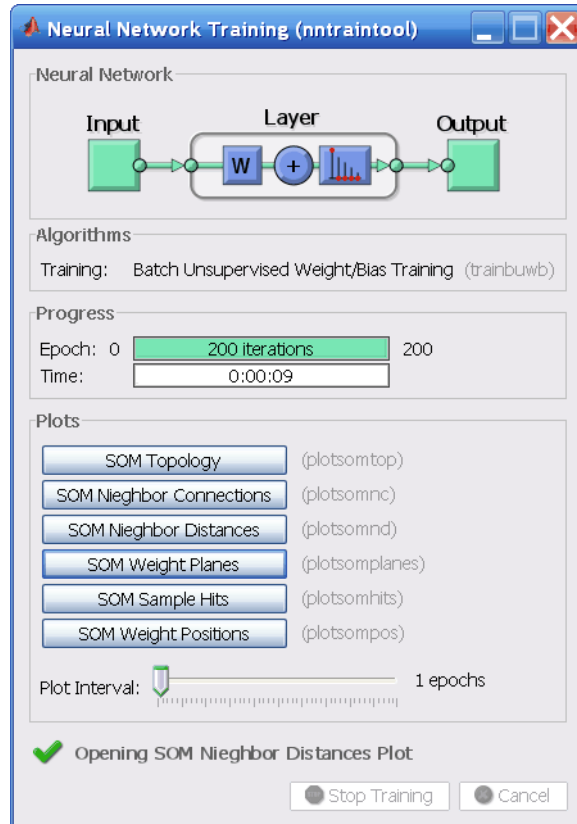 Neural Network Training (nntraintool)
Neural Network
Input Layer Output
W +
Algorithms
Training: Batch Unsupervised Weight/Bias Training (trainbuwb)
Progress
Epoch: 0 200 iterations 200
Time: 0:00:09
Plots
SOM Topology (plotsomtop)
SOM Nieghbor Connections (plotsomnc)
SOM Nieghbor Distances (plotsomnd)
SOM Weight Planes (plotsomplanes)
SOM Sample Hits (plotsomhits)
SOM Weight Positions (plotsompos)
Plot Interval: 1 epochs
Opening SOM Nieghbor Distances Plot
Stop Training Cancel